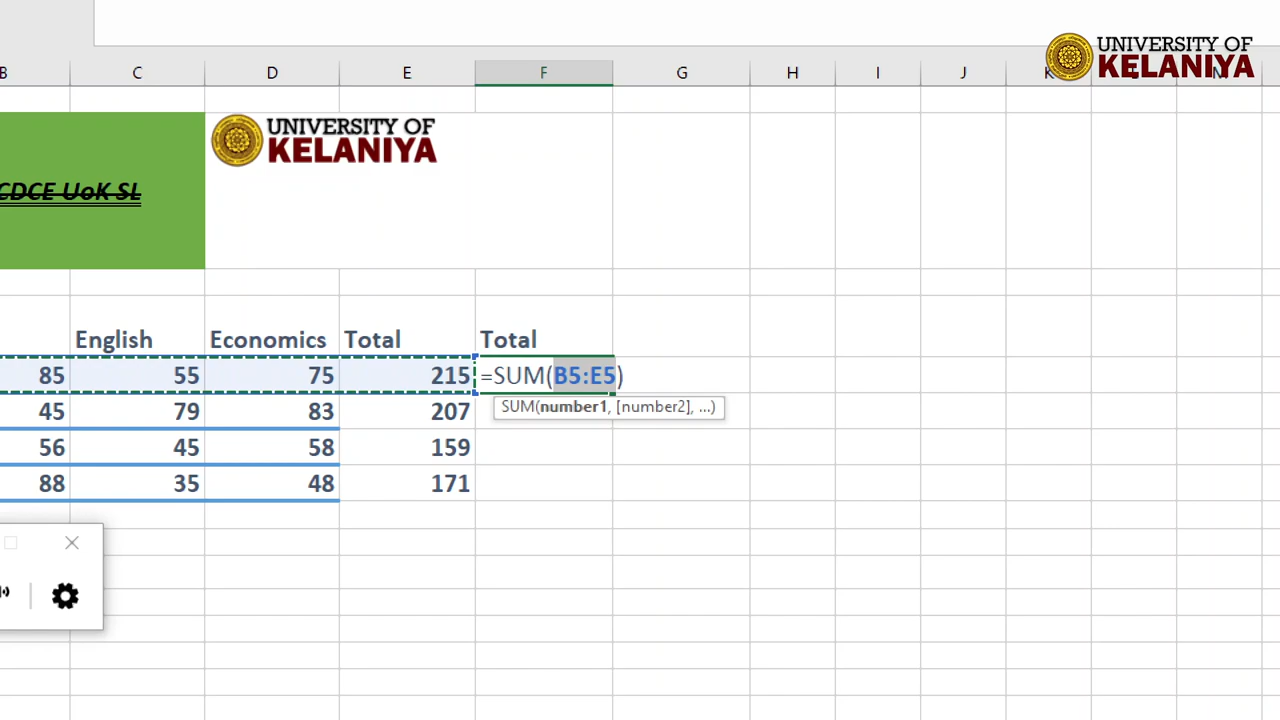 UNIVERSITY OF
KELANIYA
B C D E F G H I J K
UNIVERSITY OF
KELANIYA
CDCE UoK SL
English Economics Total Total
85 55 75 215 =SUM(B5:E5)
SUM(number1, [number2], ...)
45 79 83 207
56 45 58 159
88 35 48 171